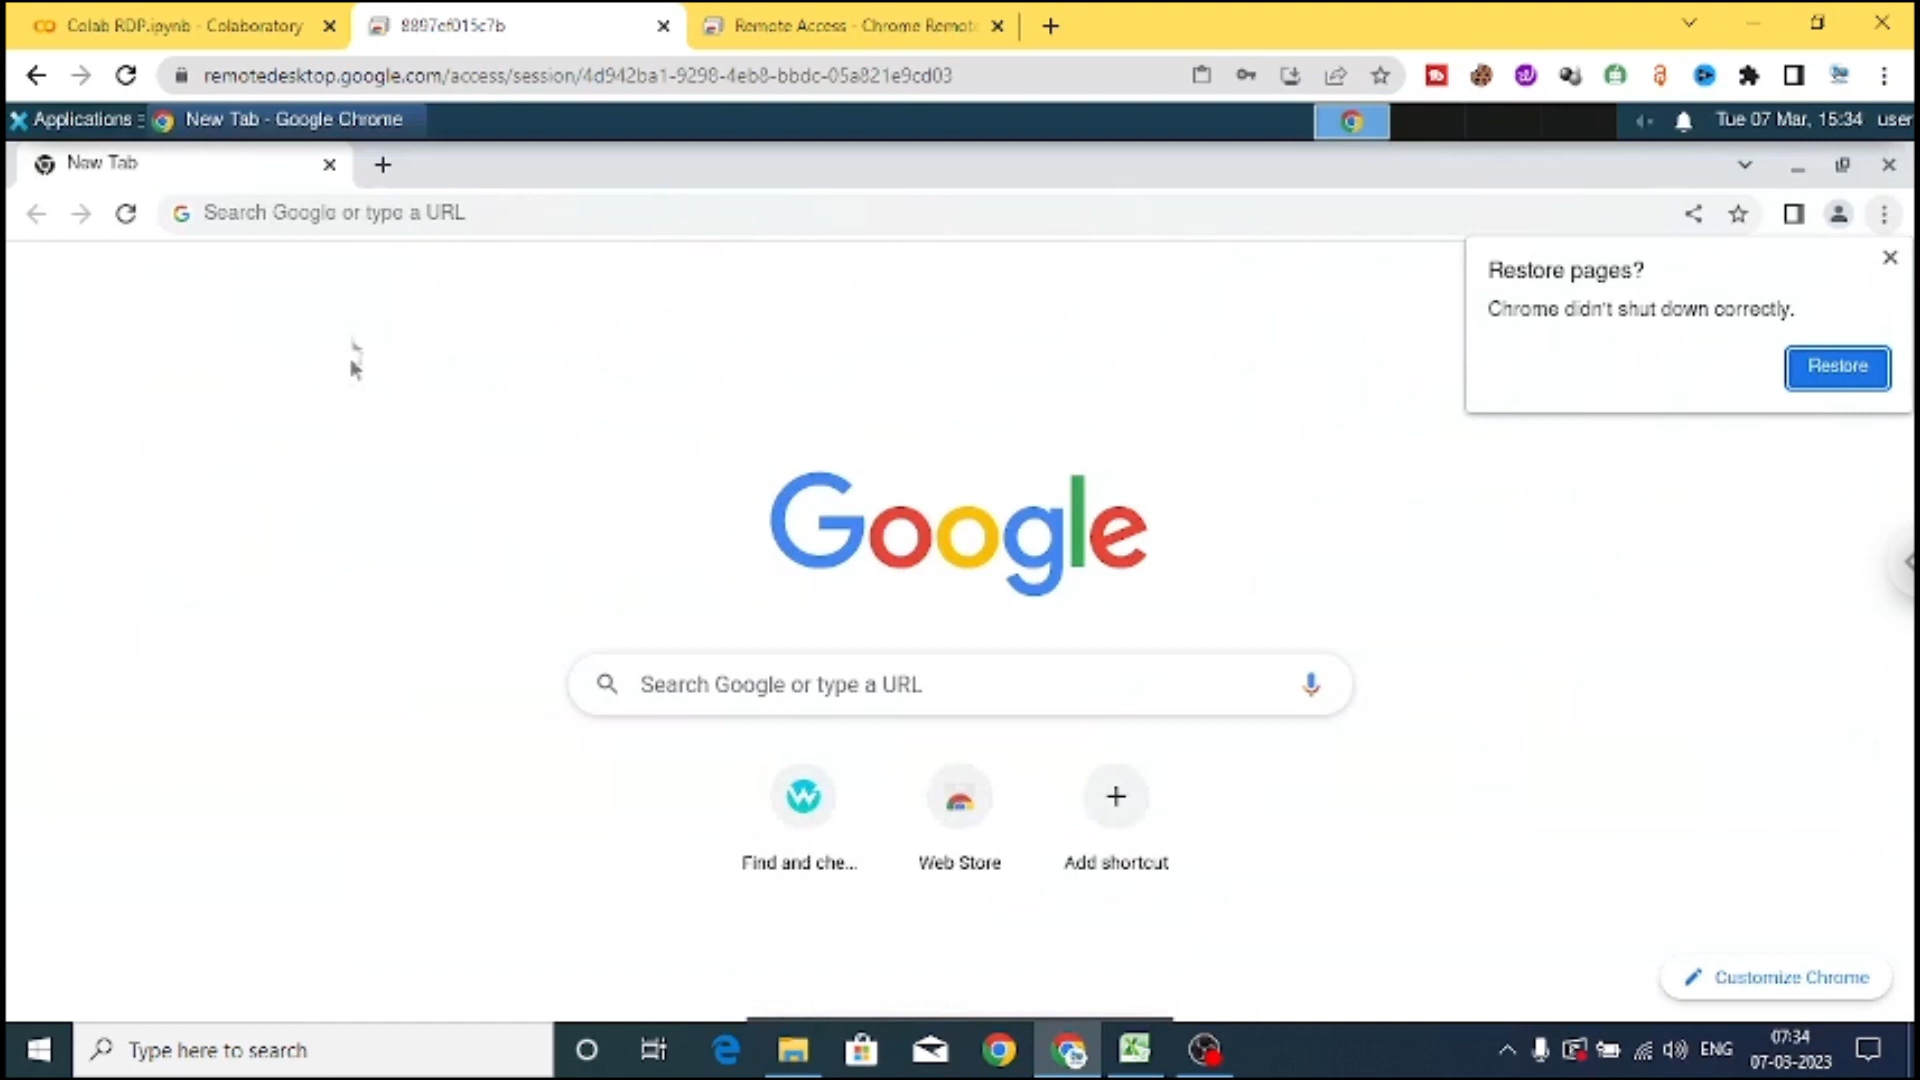 Colab RDP.ipynb - Colaboratory
8897cf015c7b
Remote Access - Chrome Remot
remotedesktop.google.com/access/session/4d942ba1-9298-4eb8-bbdc-05a821e9cd03
Applications
New Tab - Google Chrome
Tue 07 Mar, 15:34 user
New Tab
Search Google or type a URL
Restore pages?
Chrome didn't shut down correctly.
Restore
Google
Search Google or type a URL
Find and che...
Web Store
Add shortcut
Customize Chrome
Type here to search
ENG
07:34
07-03-2023